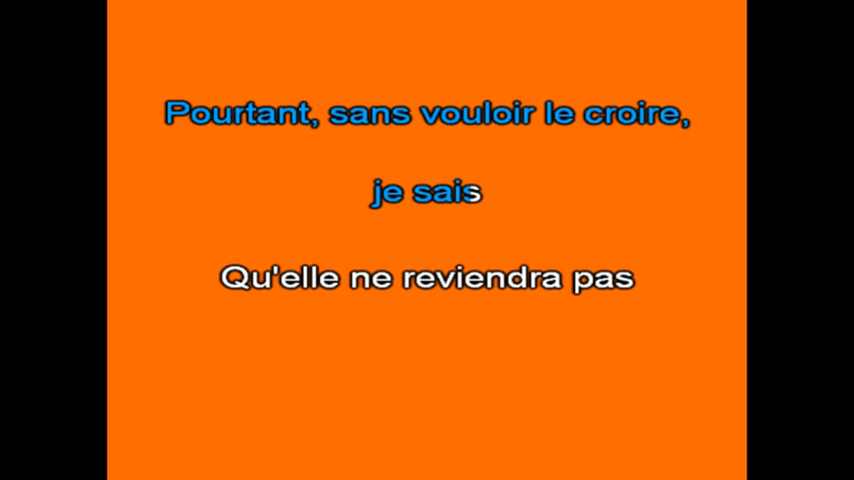 Pourtant, sans vouloir le croire,
je sais
Qu'elle ne reviendra pas